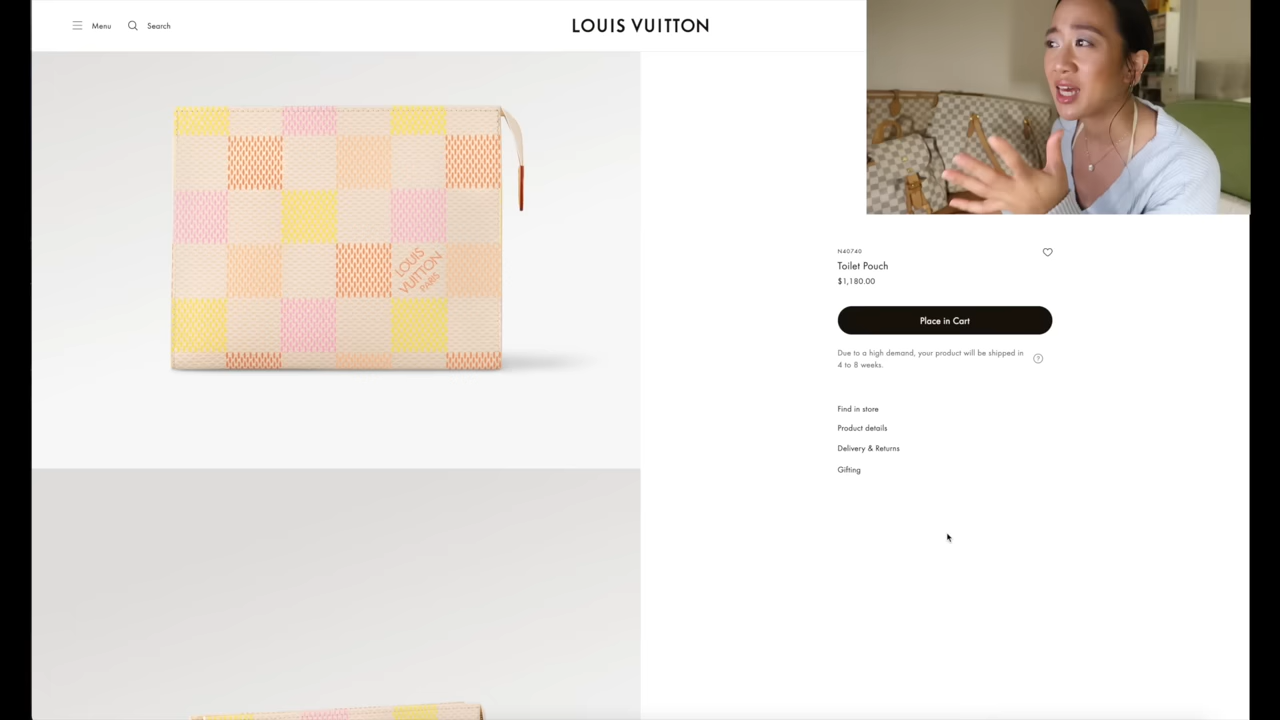 Menu
Search
LOUIS VUITTON
LOUIS
VUITTON
PARIS
N40740
Toilet Pouch
$1,180.00
Place in Cart
Due to a high demand, your product will be shipped in
4 to 8 weeks.
?
Find in store
Product details
Delivery & Returns
Gifting